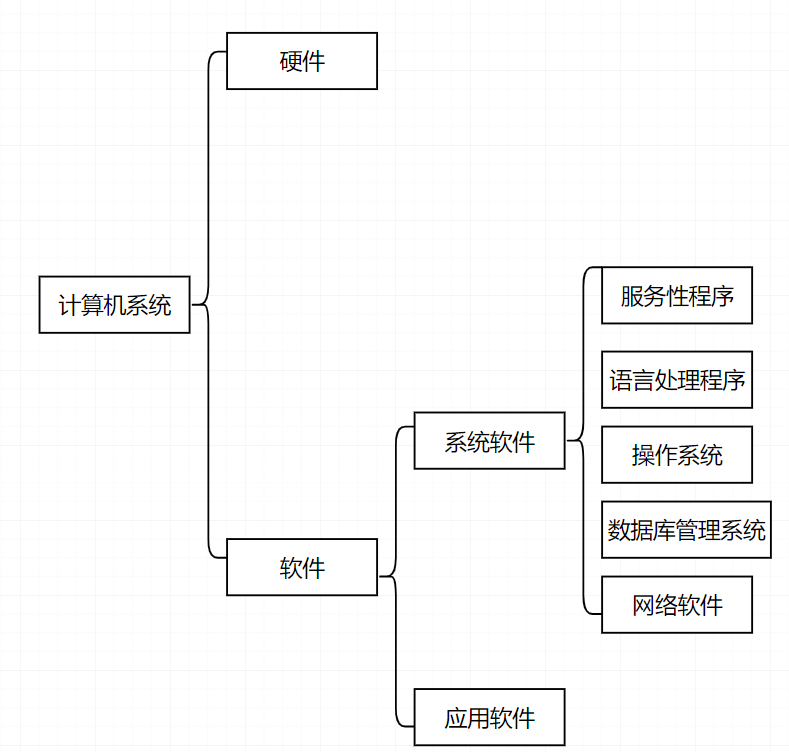 硬件
计算机系统
服务性程序
语言处理程序
系统软件
操作系统
数据库管理系统
软件
网络软件
应用软件